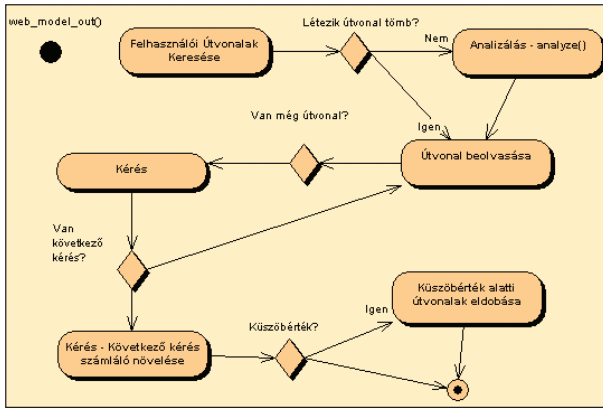 web_model_out()
Felhasználói Útvonalak
Keresése
Létezik útvonal tömb?
Nem
Analizálás - analyze()
Igen
Van még útvonal?
Útvonal beolvasása
Kérés
Van
következő
kérés?
Küszöbérték alatti
útvonalak eldobása
Igen
Küszöbérték?
Kérés - Következő kérés
számláló növelése